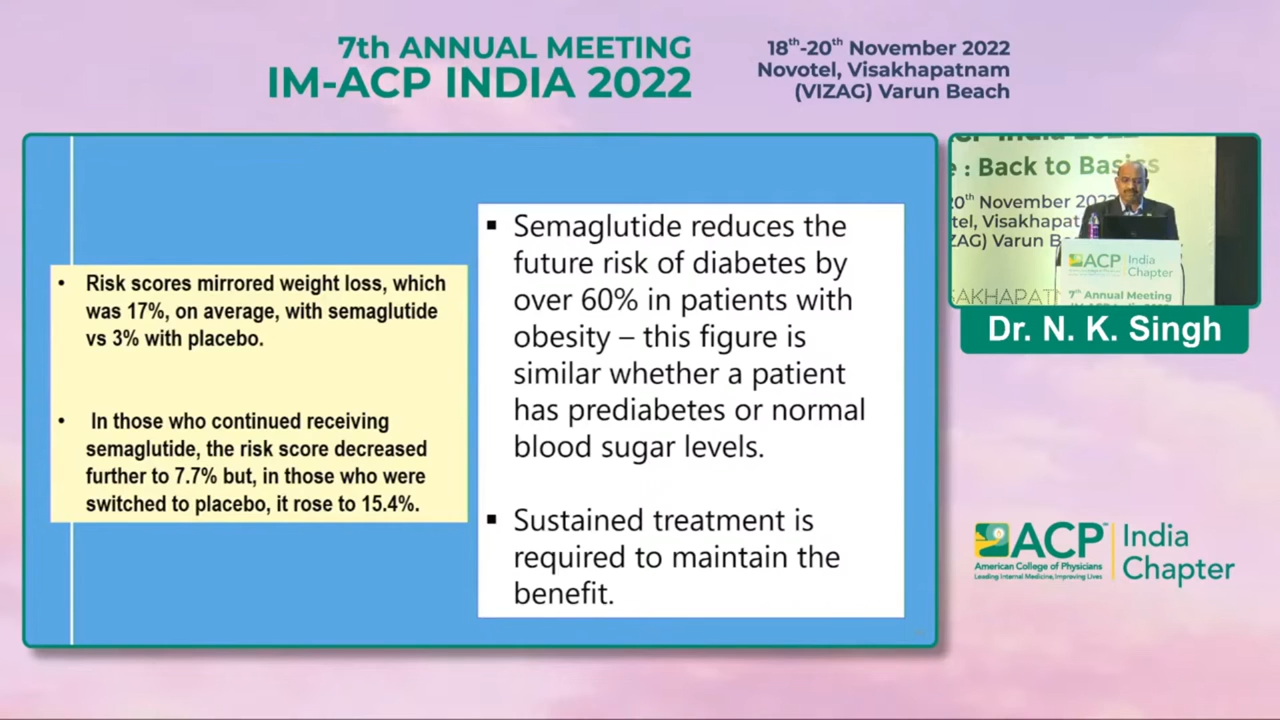 7th ANNUAL MEETING
IM-ACP INDIA 2022
18th-20th November 2022
Novotel, Visakhapatnam
(VIZAG) Varun Beach
• Risk scores mirrored weight loss, which
was 17%, on average, with semaglutide
vs 3% with placebo.
• In those who continued receiving
semaglutide, the risk score decreased
further to 7.7% but, in those who were
switched to placebo, it rose to 15.4%.
▪ Semaglutide reduces the
future risk of diabetes by
over 60% in patients with
obesity – this figure is
similar whether a patient
has prediabetes or normal
blood sugar levels.
▪ Sustained treatment is
required to maintain the
benefit.
: Back to Basics
November 202
Visakhapat
ACP India
Chapter
7th Annual Meeting
Dr. N. K. Singh
ACP India
American College of Physicians
Leading Internal Medicine, Improving Lives
Chapter